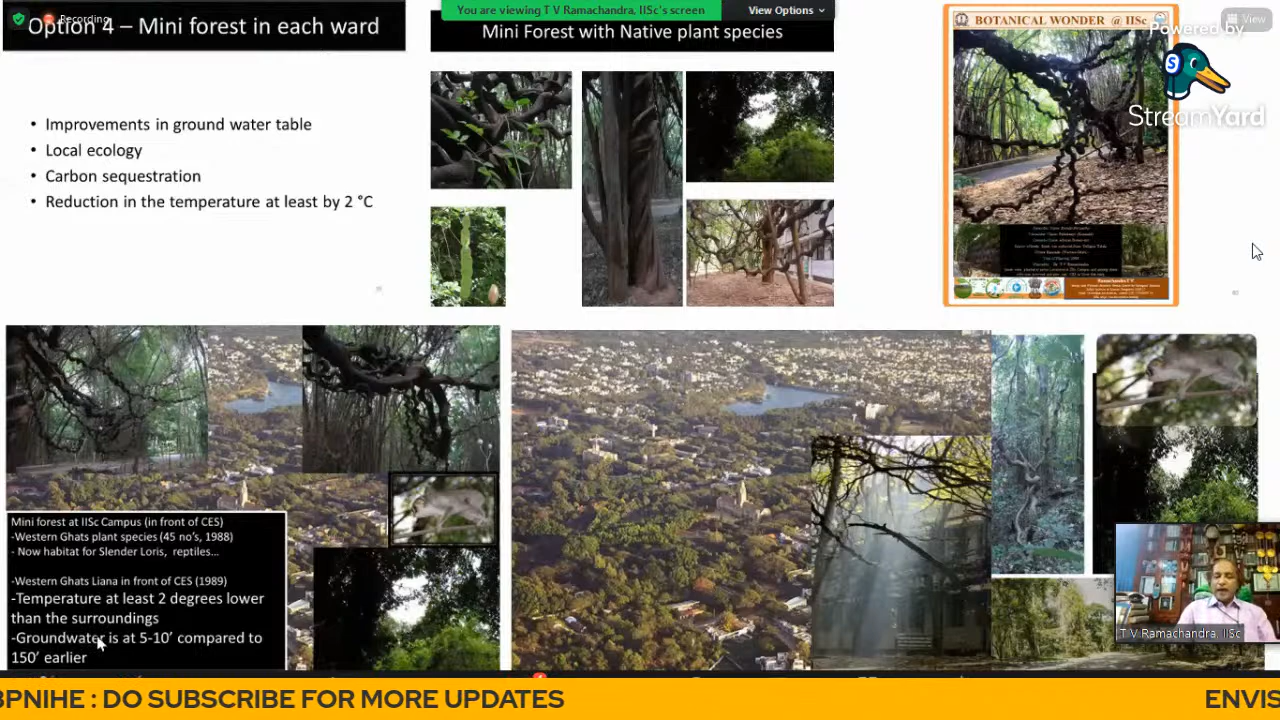 Recording
You are viewing T V Ramachandra, IISc's screen
View Options
View
Option 4 – Mini forest in each ward
• Improvements in ground water table
• Local ecology
• Carbon sequestration
• Reduction in the temperature at least by 2 °C
Mini Forest with Native plant species
BOTANICAL WONDER @ IISc
Powered by
StreamYard
Mini forest at IISc Campus (in front of CES)
-Western Ghats plant species (45 no's, 1988)
- Now habitat for Slender Loris, reptiles...
-Western Ghats Liana in front of CES (1989)
-Temperature at least 2 degrees lower
than the surroundings
-Groundwater is at 5-10’ compared to
150’ earlier
T V Ramachandra, IISc
BPNIHE : DO SUBSCRIBE FOR MORE UPDATES
ENVIS